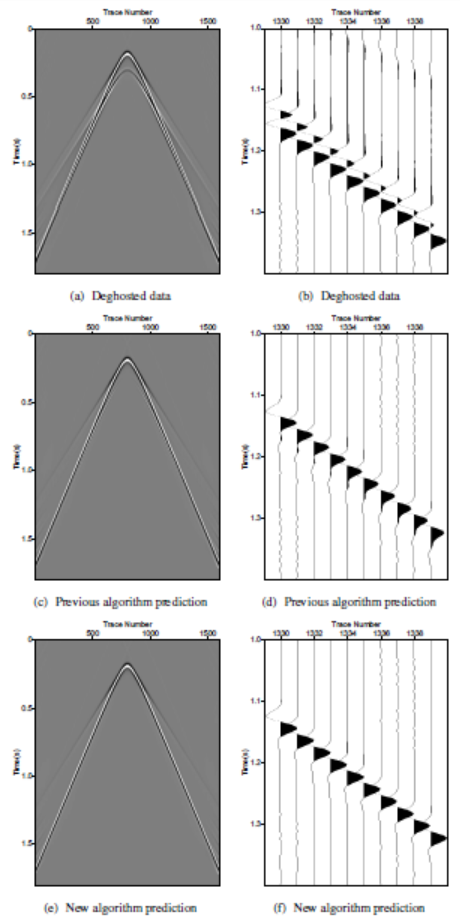 Trace Number
500 1000 1500
0
0.5
1.0
1.5
Time(s)
(a) Deghosted data
Trace Number
1330 1332 1334 1336 1338
1.0
1.1
1.2
1.3
Time(s)
(b) Deghosted data
Trace Number
500 1000 1500
0
0.5
1.0
1.5
Time(s)
(c) Previous algorithm prediction
Trace Number
1330 1332 1334 1336 1338
1.0
1.1
1.2
1.3
Time(s)
(d) Previous algorithm prediction
Trace Number
500 1000 1500
0
0.5
1.0
1.5
Time(s)
(e) New algorithm prediction
Trace Number
1330 1332 1334 1336 1338
1.0
1.1
1.2
1.3
Time(s)
(f) New algorithm prediction